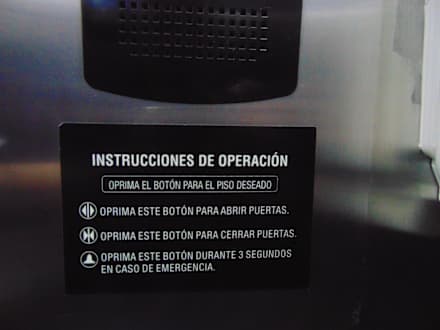 INSTRUCCIONES DE OPERACIÓN
OPRIMA EL BOTÓN PARA EL PISO DESEADO
OPRIMA ESTE BOTÓN PARA ABRIR PUERTAS.
OPRIMA ESTE BOTÓN PARA CERRAR PUERTAS.
OPRIMA ESTE BOTÓN DURANTE 3 SEGUNDOS
EN CASO DE EMERGENCIA.